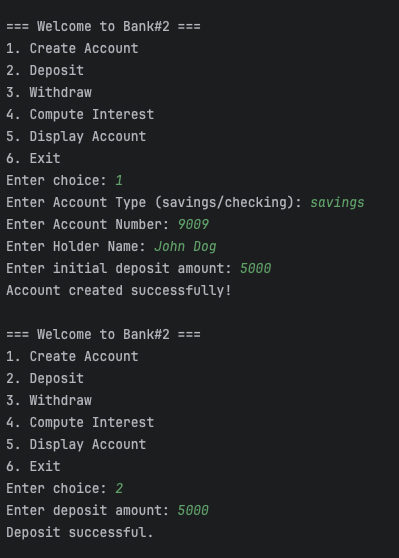 === Welcome to Bank#2 ===
1. Create Account
2. Deposit
3. Withdraw
4. Compute Interest
5. Display Account
6. Exit
Enter choice: 1
Enter Account Type (savings/checking): savings
Enter Account Number: 9009
Enter Holder Name: John Dog
Enter initial deposit amount: 5000
Account created successfully!

=== Welcome to Bank#2 ===
1. Create Account
2. Deposit
3. Withdraw
4. Compute Interest
5. Display Account
6. Exit
Enter choice: 2
Enter deposit amount: 5000
Deposit successful.